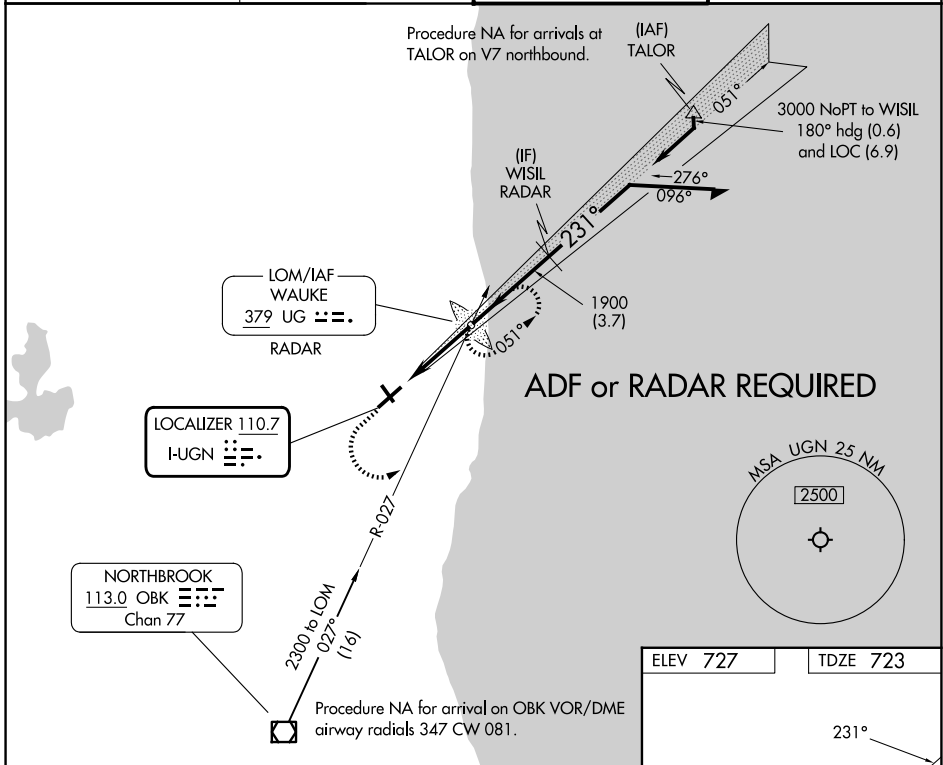 Procedure NA for arrivals at
TALOR on V7 northbound.
(IAF)
TALOR
051°
3000 NoPT to WISIL
180° hdg (0.6)
and LOC (6.9)
(IF)
WISIL
RADAR
276°
096°
231°
LOM/IAF
WAUKE
379 UG
RADAR
1900
(3.7)
051°
ADF or RADAR REQUIRED
LOCALIZER 110.7
I-UGN
MSA UGN 25 NM
2500
R-027
NORTHBROOK
113.0 OBK
Chan 77
2300 to LOM
027°
(16)
Procedure NA for arrival on OBK VOR/DME
airway radials 347 CW 081.
ELEV 727
TDZE 723
231°